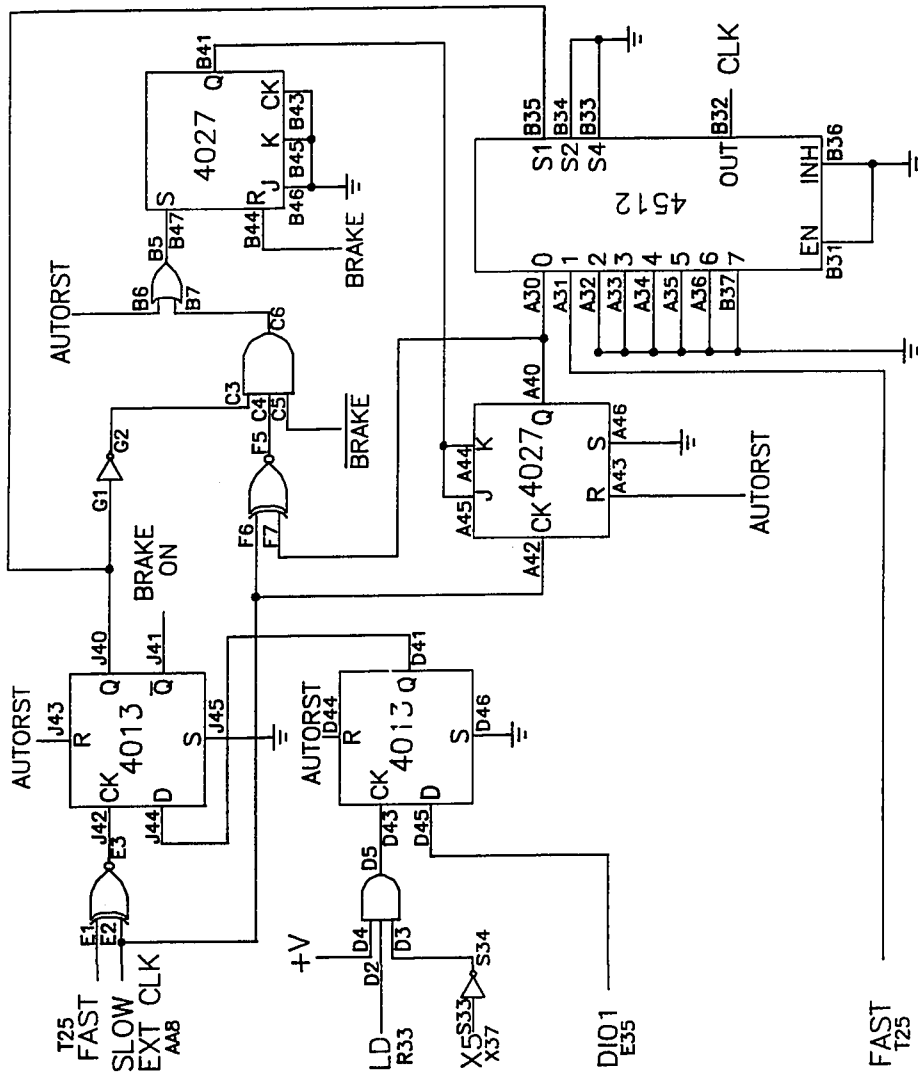 AUTORST
J43
R
CK
4013
D
S
Q
Q
J42
J44
J45
J40
J41
E3
E1
E2
T25
FAST
SLOW
EXT CLK
AA8
BRAKE
ON
G1
G2
AUTORST
B6
B7
B5
B47
S
4027
Q
B41
R
J
K
CK
B44
B46
B45
B43
BRAKE
C3
C4
C5
C6
BRAKE
F5
F6
F7
AUTORST
D44
R
CK
4013
Q
D
S
D41
D43
D45
D46
+V
D4
D2
D3
D5
LD
R33
X5
X37
S33
S34
DIO1
E35
A45
A44
J
K
CK
4027
Q
R
S
A42
A40
A43
A46
AUTORST
A30
A31
A32
A33
A34
A35
A36
B37
0
1
2
3
4
5
6
7
4512
S1
S2
S4
OUT
EN
INH
B35
B34
B33
B32
CLK
B31
B36
FAST
T25